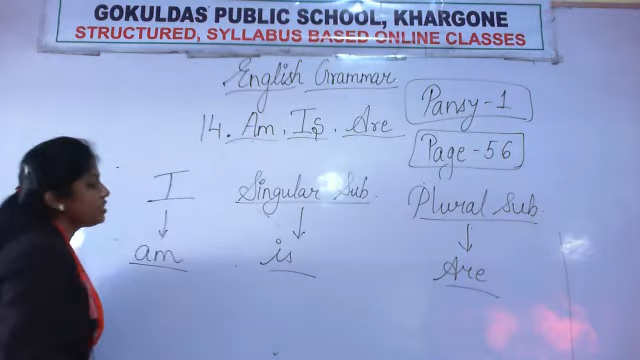 GOKULDAS PUBLIC SCHOOL, KHARGONE
STRUCTURED, SYLLABUS BASED ONLINE CLASSES
English Grammar
14. Am, Is, Are
Pansy-1
Page-56
I Singular Sub. Plural Sub.
am is Are